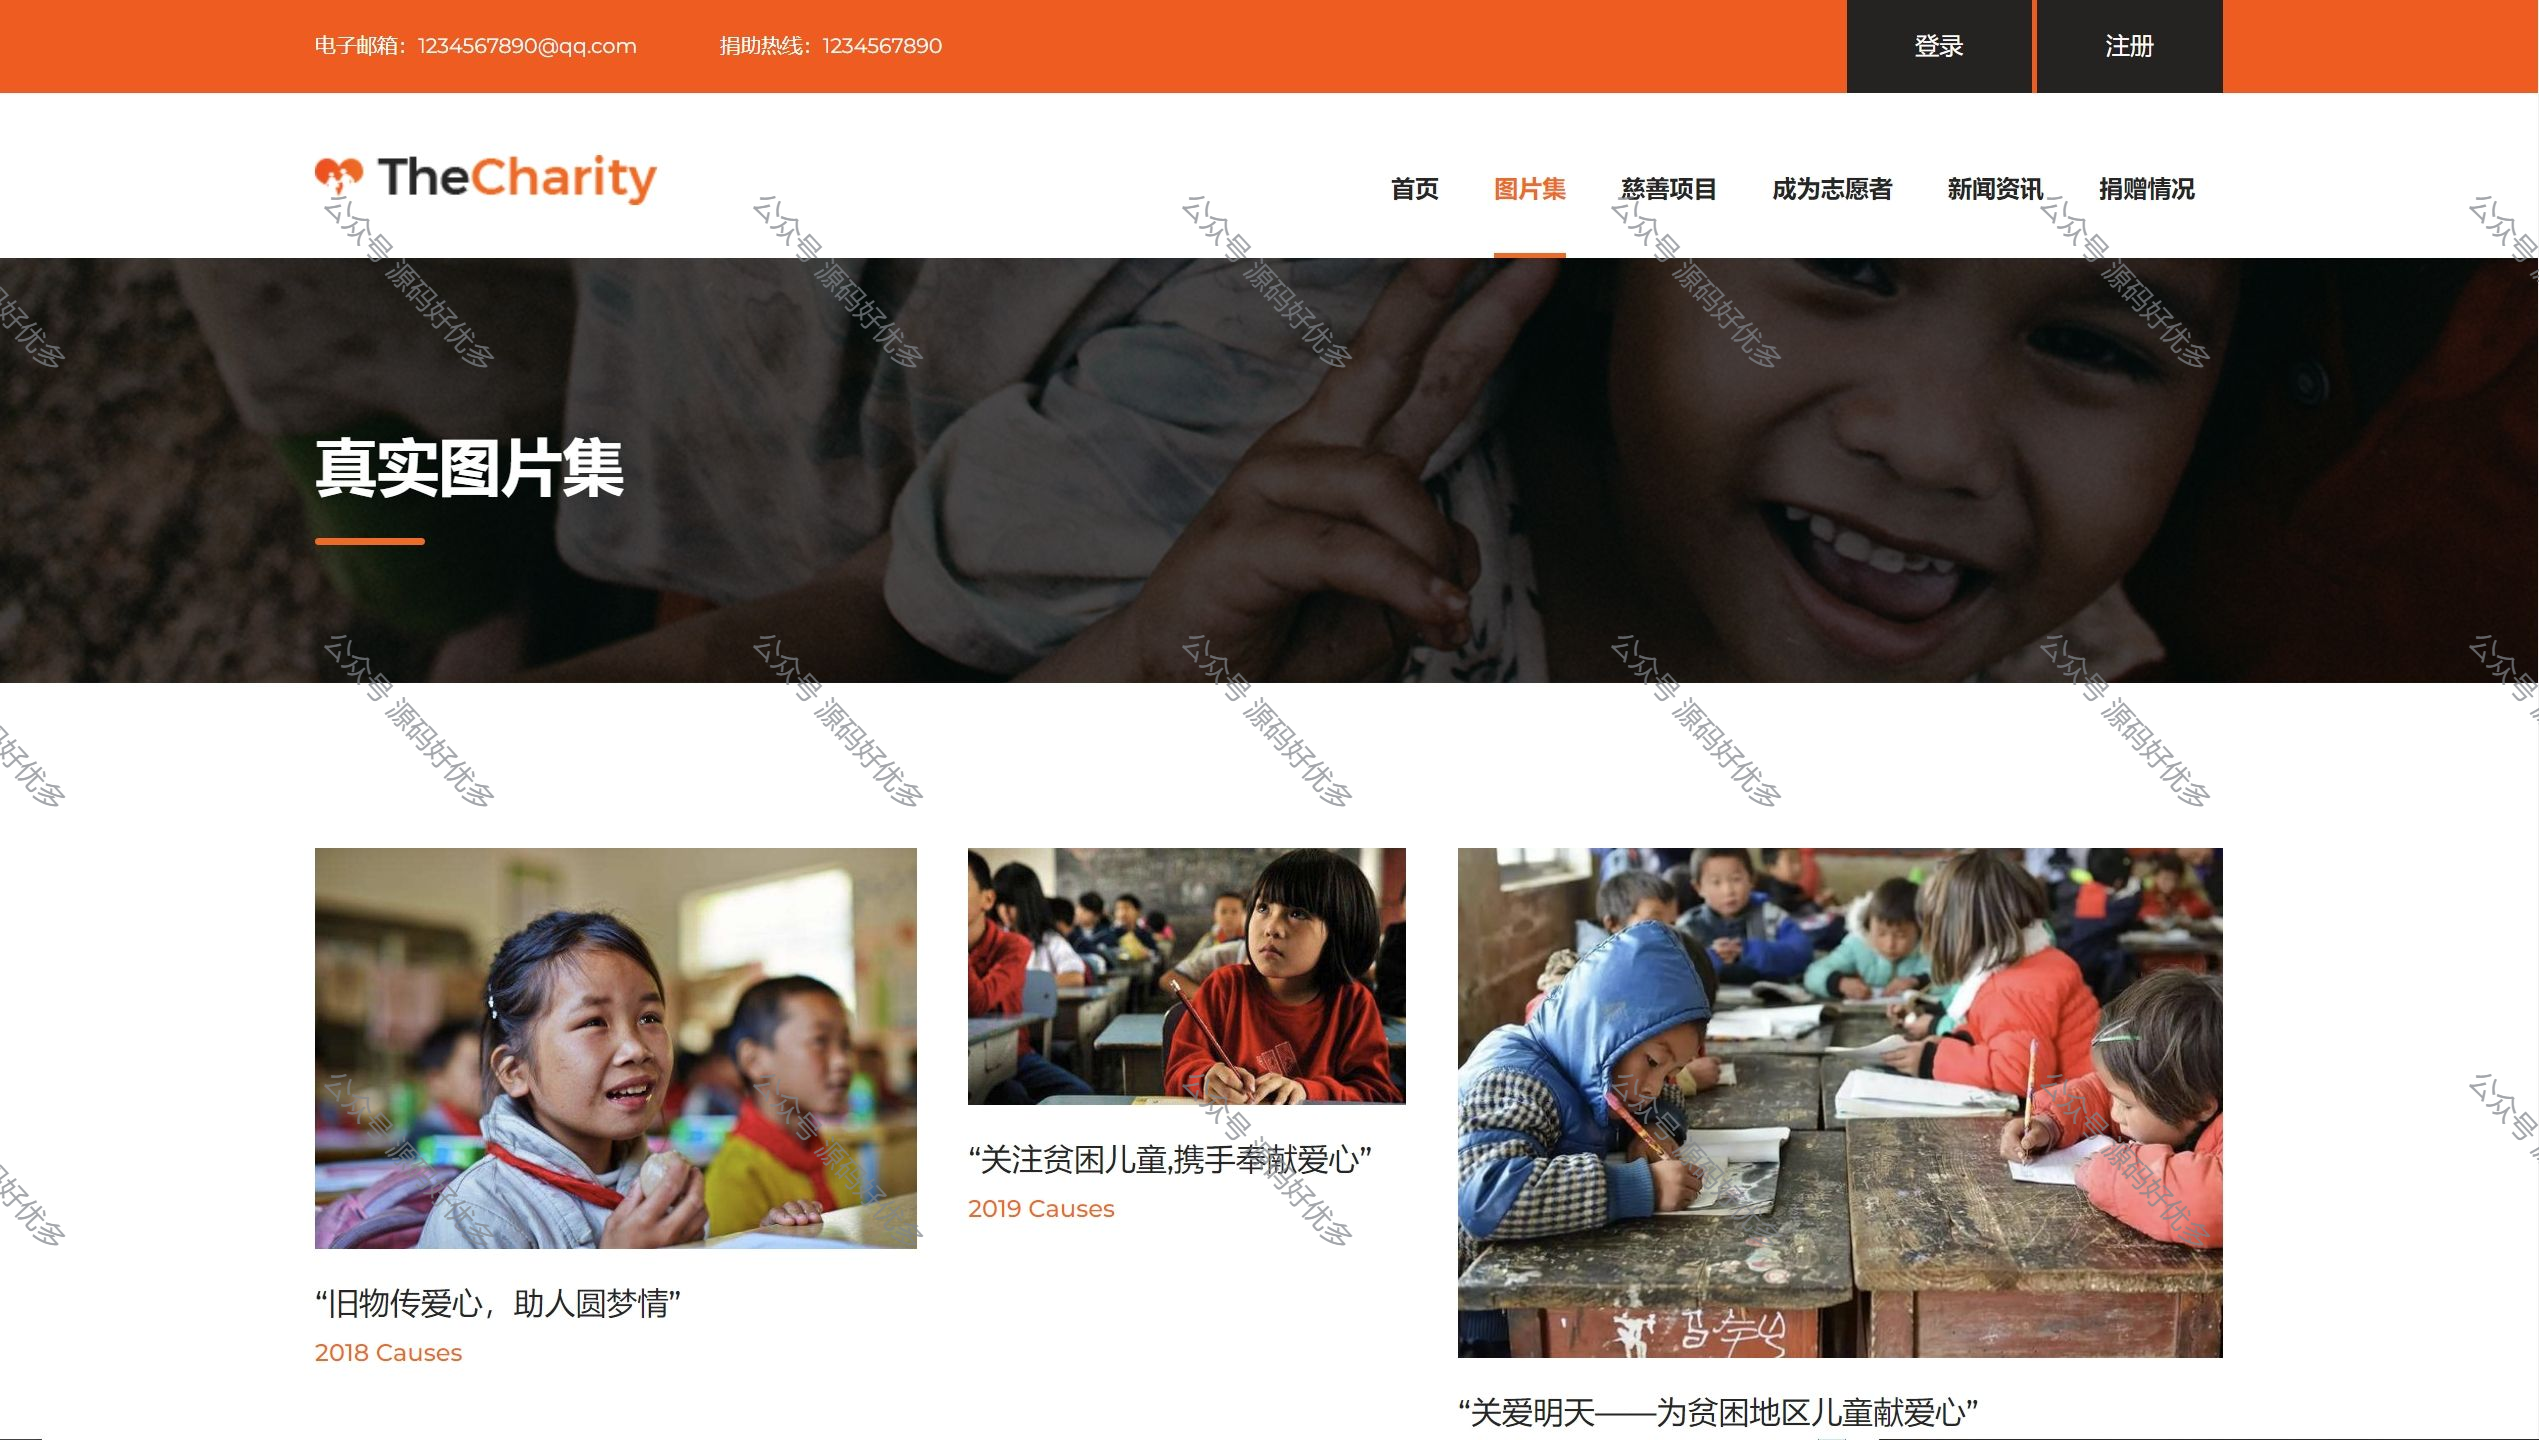 电子邮箱：1234567890@qq.com 捐助热线：1234567890 登录 注册
TheCharity
首页 图片集 慈善项目 成为志愿者 新闻资讯 捐赠情况
真实图片集
“旧物传爱心，助人圆梦情”
2018 Causes
“关注贫困儿童,携手奉献爱心”
2019 Causes
“关爱明天——为贫困地区儿童献爱心”
公众号 源码好优多